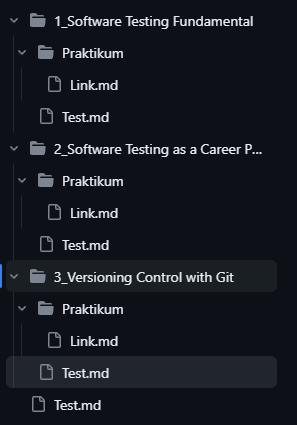 1_Software Testing Fundamental
Praktikum
Link.md
Test.md
2_Software Testing as a Career P...
Praktikum
Link.md
Test.md
3_Versioning Control with Git
Praktikum
Link.md
Test.md
Test.md